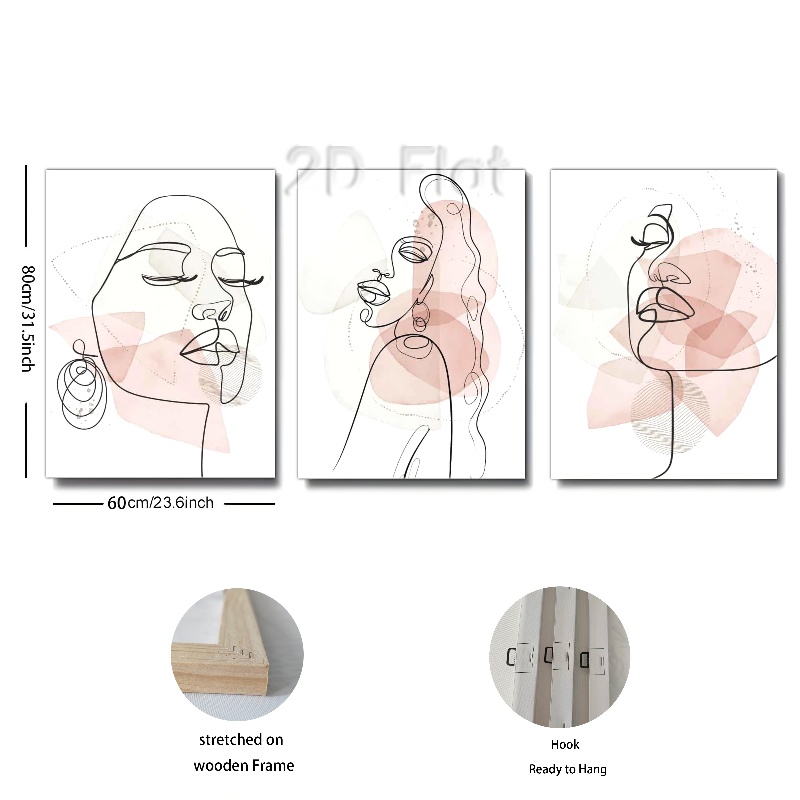 2D Flat
80cm/31.5inch
60cm/23.6inch
stretched on
wooden Frame
Hook
Ready to Hang